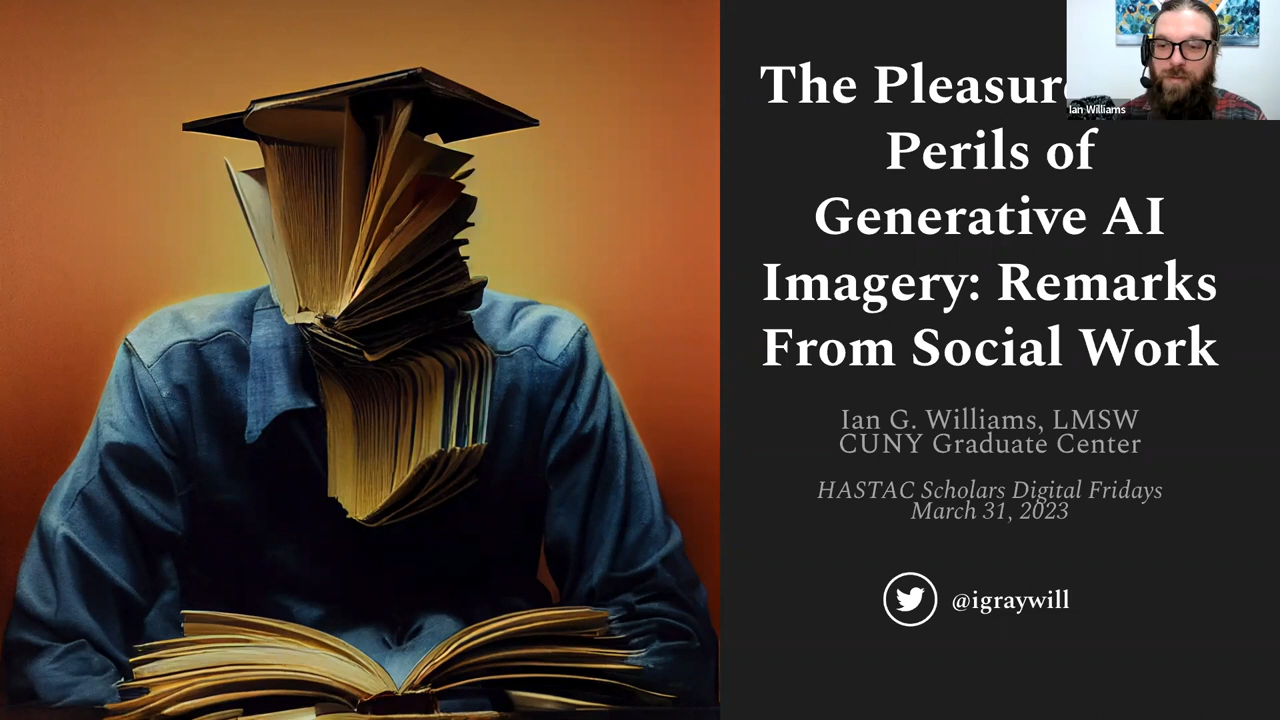 The Pleasur
Perils of
Generative AI
Imagery: Remarks
From Social Work
Ian G. Williams, LMSW
CUNY Graduate Center
HASTAC Scholars Digital Fridays
March 31, 2023
@igraywill
Ian Williams